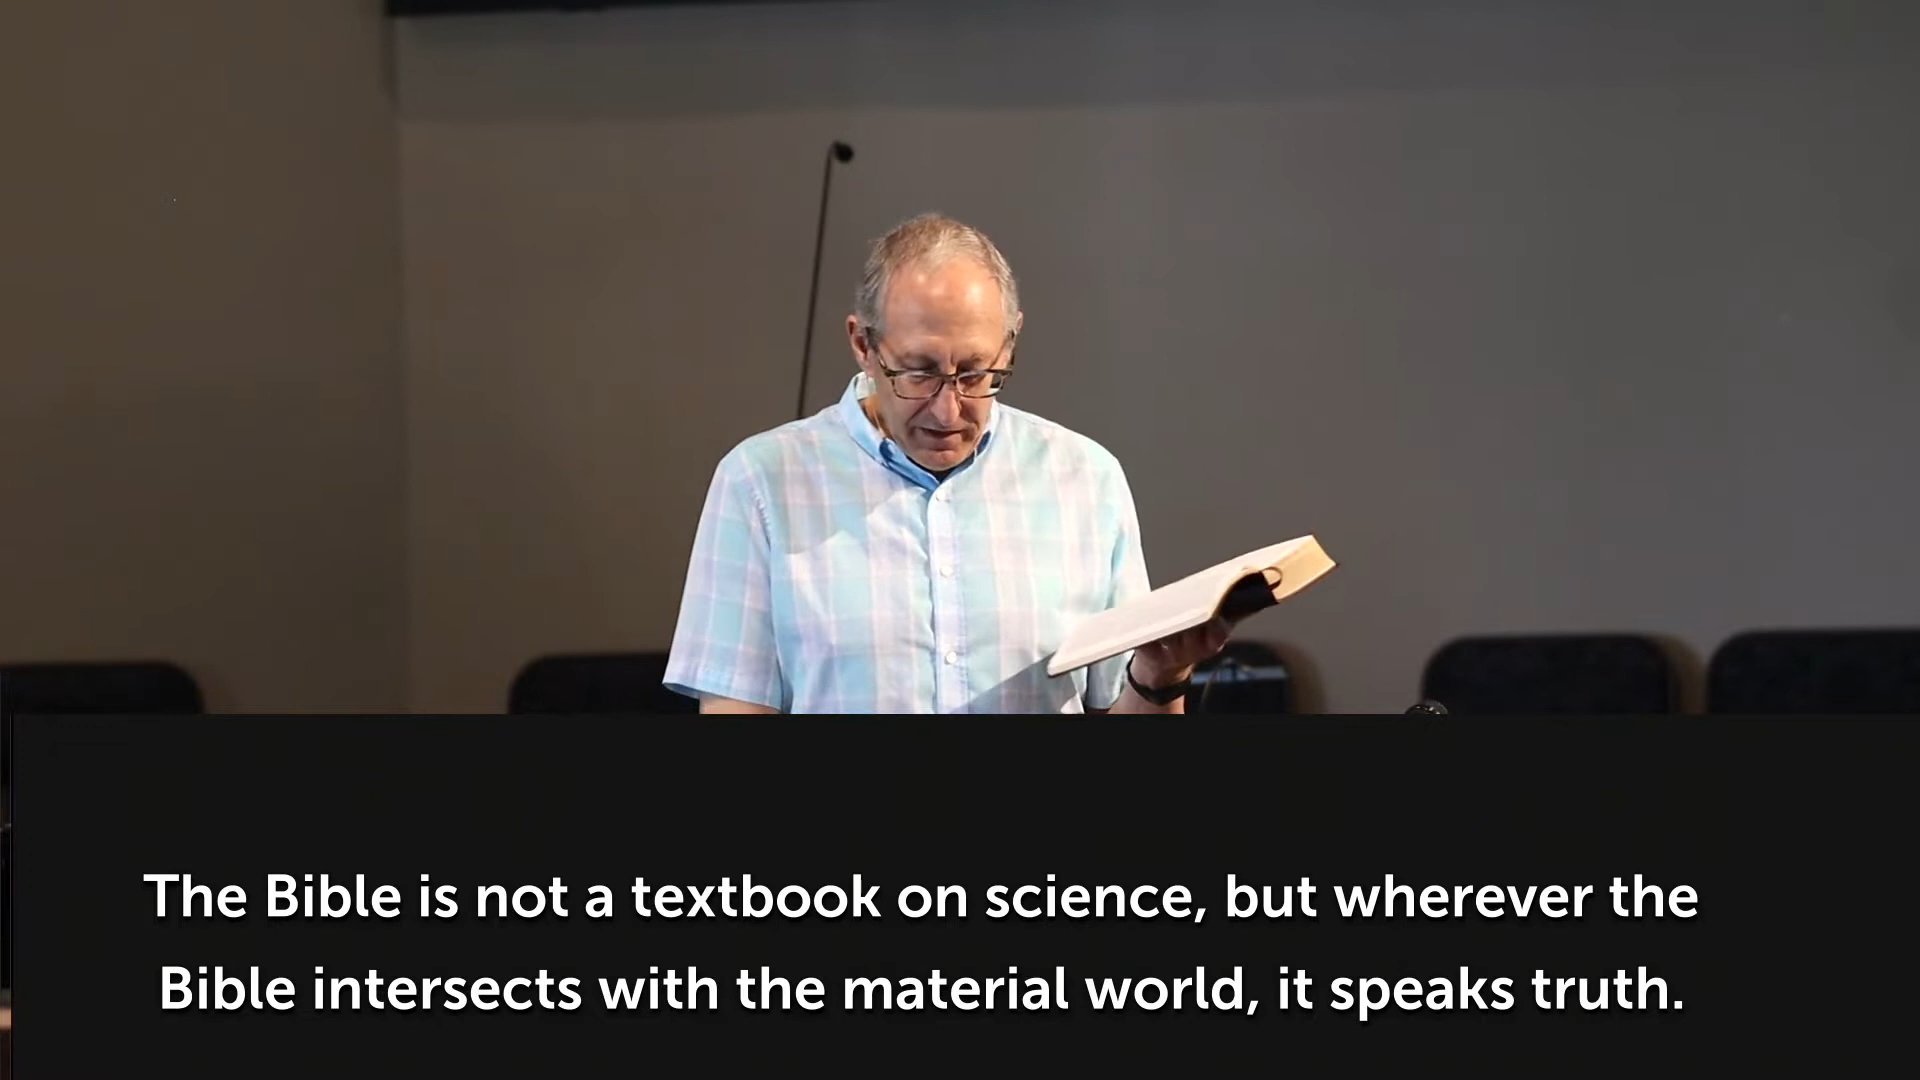 The Bible is not a textbook on science, but wherever the
Bible intersects with the material world, it speaks truth.